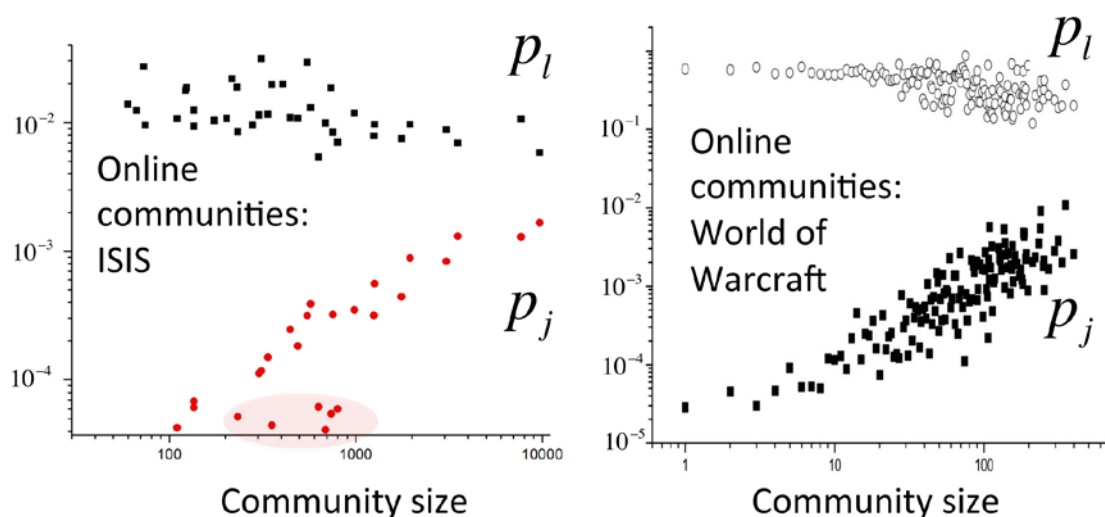 10⁻²
10⁻³
10⁻⁴
p_l
Online
communities:
ISIS
p_j
100
1000
10000
Community size
10⁰
10⁻¹
10⁻²
10⁻³
10⁻⁴
10⁻⁵
p_l
Online
communities:
World of
Warcraft
p_j
1
10
100
Community size